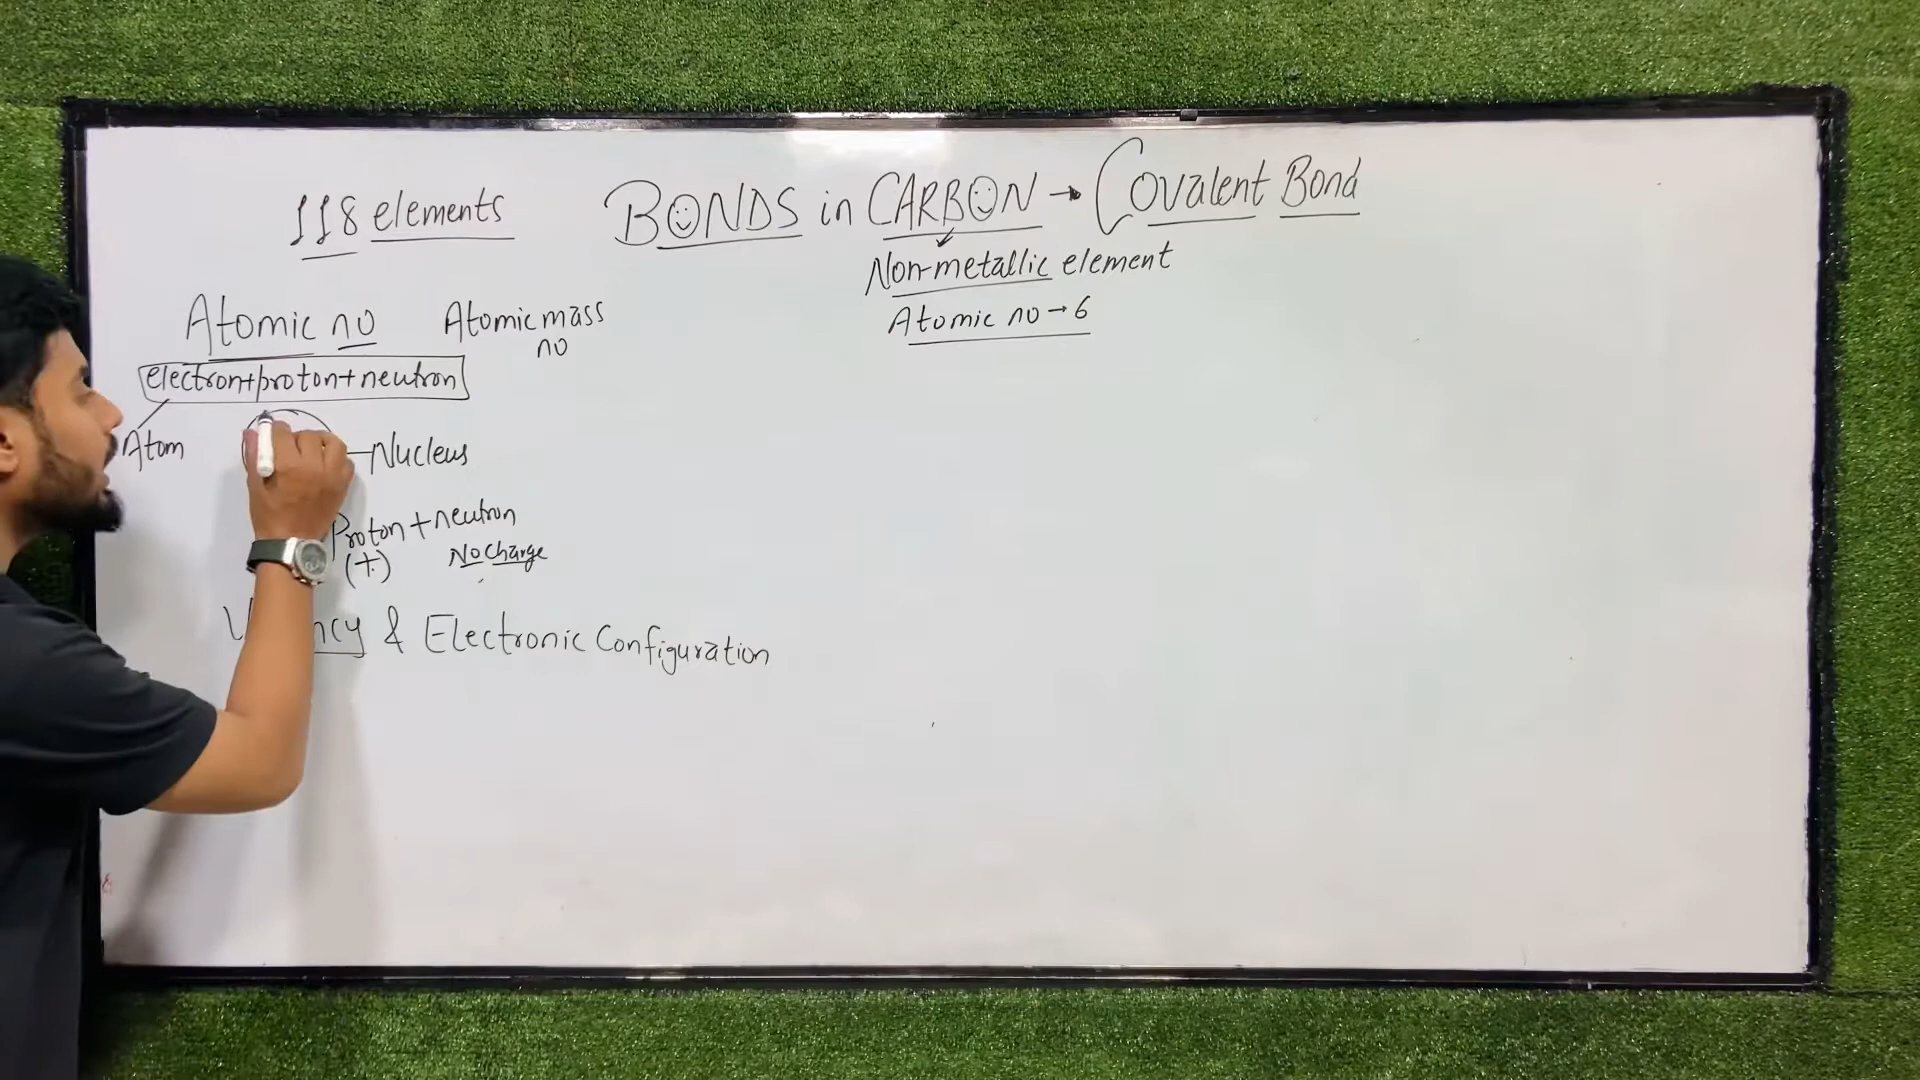 118 elements
BONDS in CARBON → Covalent Bond
Non-metallic element
Atomic no → 6
Atomic no
Atomic mass no
electron+proton+neutron
Atom
Nucleus
Proton + neutron
(+) No Charge
& Electronic Configuration